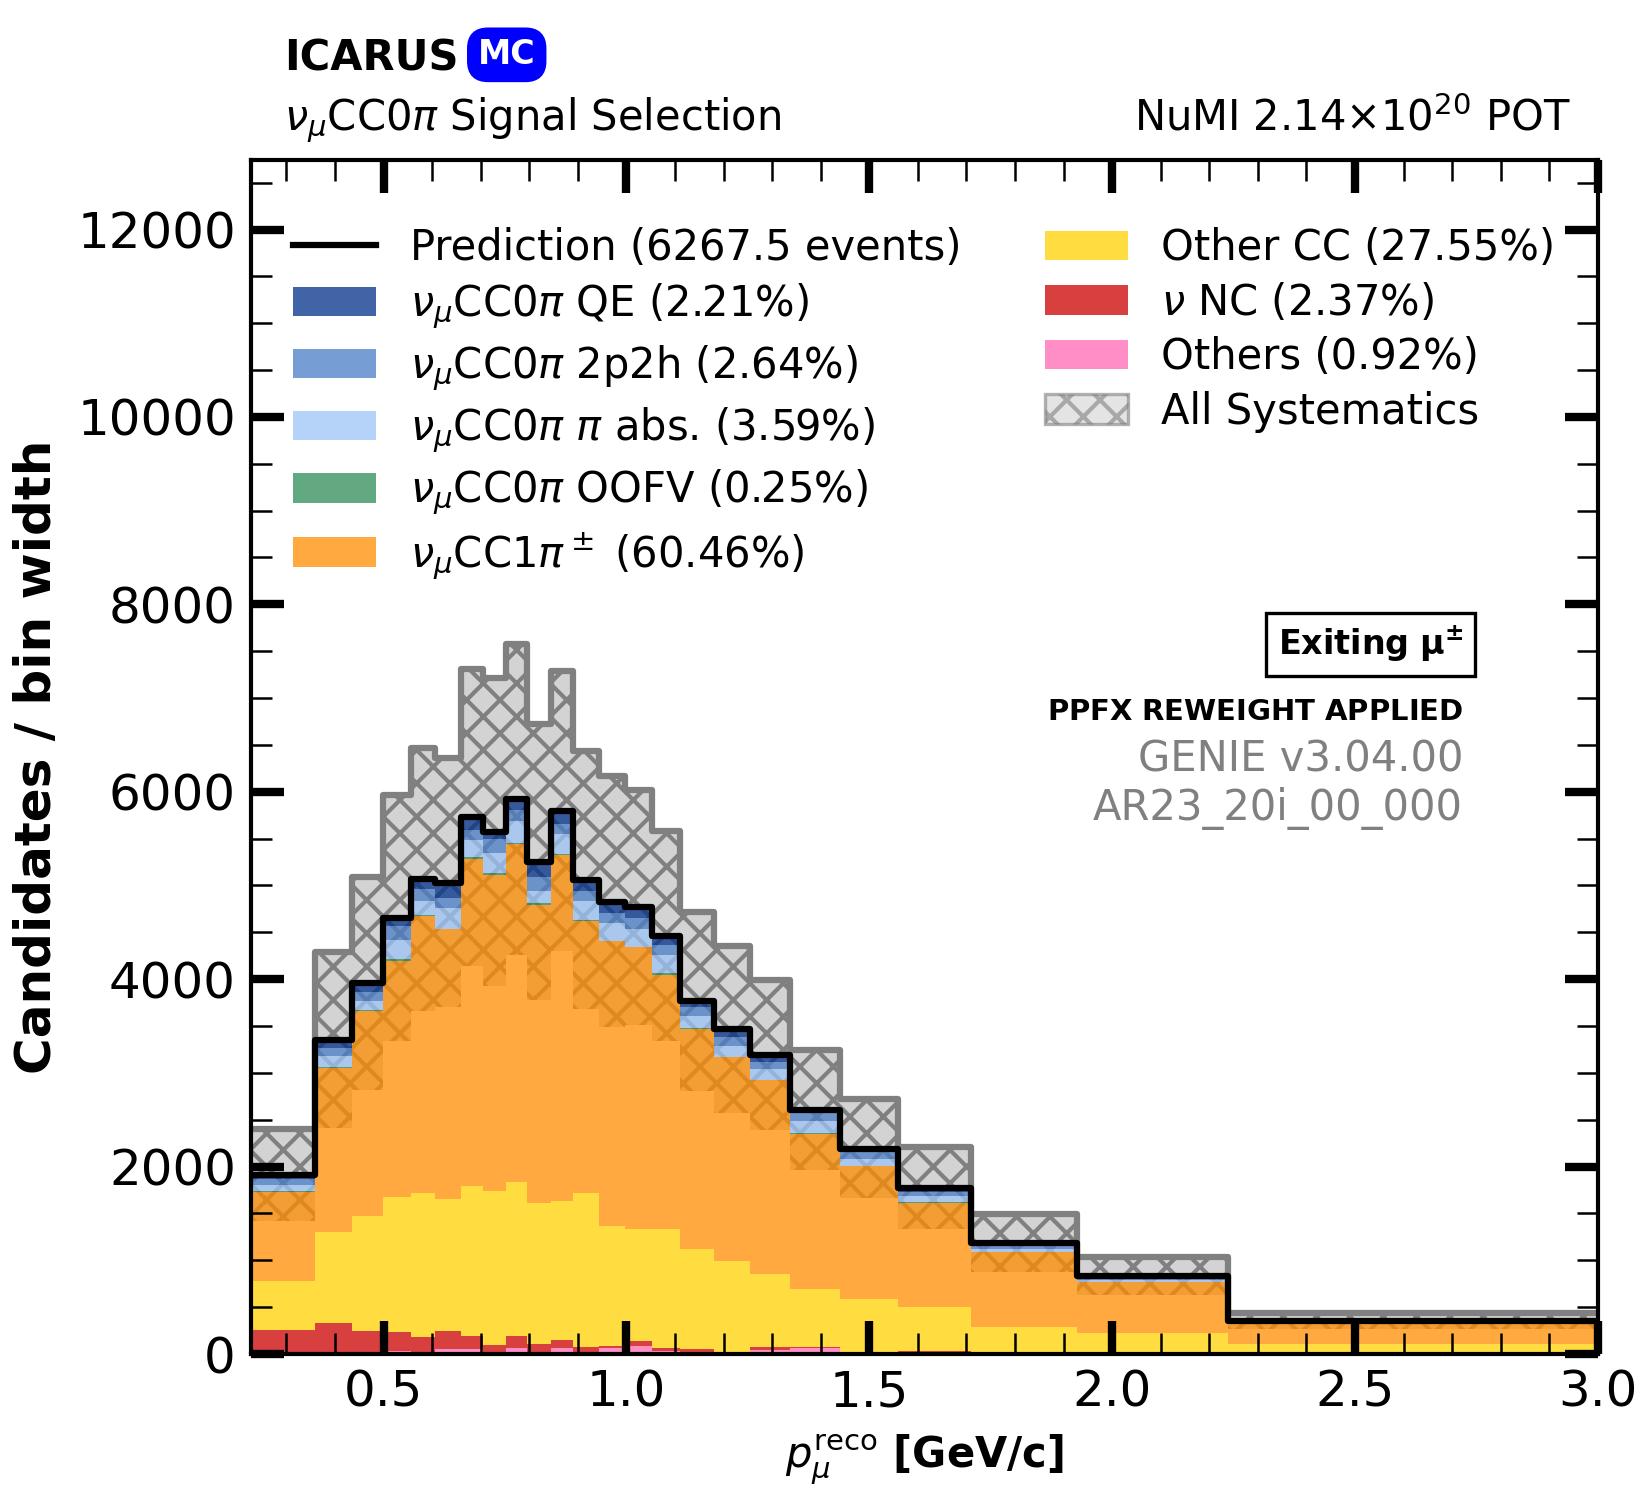 ICARUS MC
νμCC0π Signal Selection
NuMI 2.14×10²⁰ POT
Candidates / bin width
12000
10000
8000
6000
4000
2000
0
Prediction (6267.5 events)
νμCC0π QE (2.21%)
νμCC0π 2p2h (2.64%)
νμCC0π π abs. (3.59%)
νμCC0π OOFV (0.25%)
νμCC1π± (60.46%)
Other CC (27.55%)
ν NC (2.37%)
Others (0.92%)
All Systematics
Exiting μ±
PPFX REWEIGHT APPLIED
GENIE v3.04.00
AR23_20i_00_000
0.5 1.0 1.5 2.0 2.5 3.0
pμ^reco [GeV/c]